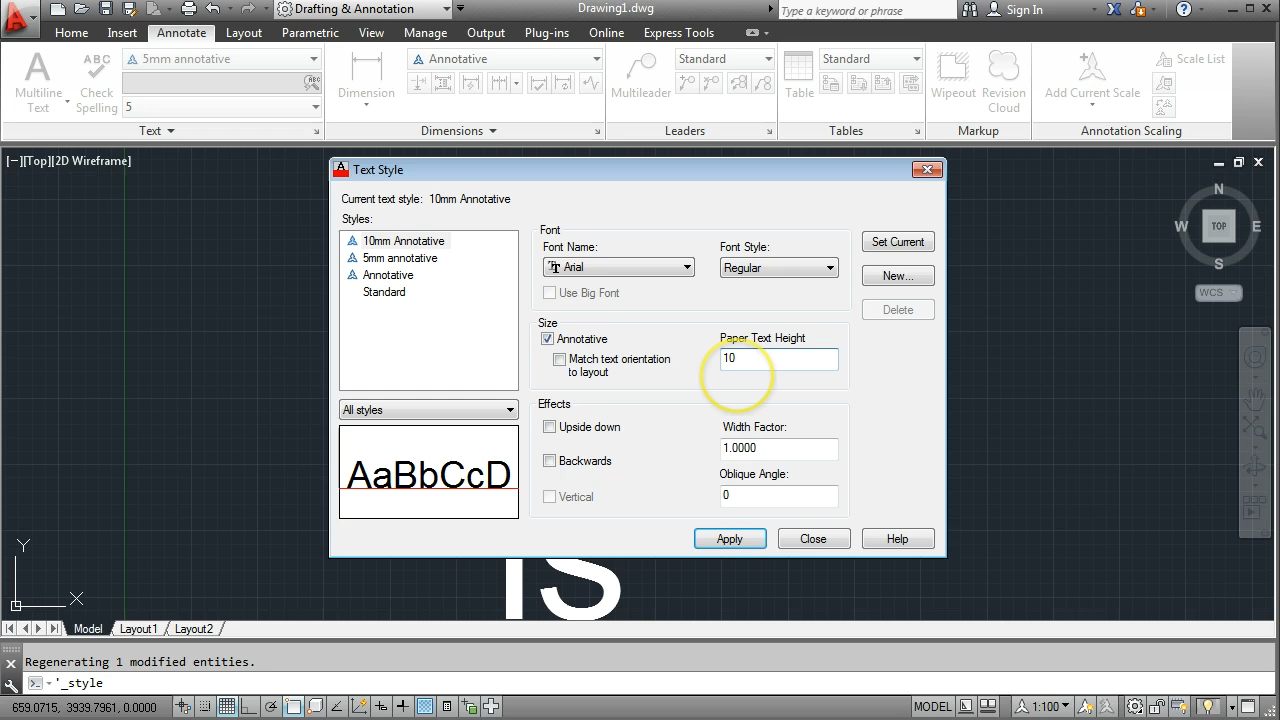 Drafting & Annotation
Drawing1.dwg
Type a keyword or phrase
Sign In
Home Insert Annotate Layout Parametric View Manage Output Plug-ins Online Express Tools
Multiline Text
ABC
Check Spelling
5mm annotative
5
Dimension
Annotative
Multileader
Standard
Table
Standard
Wipeout
Revision Cloud
Add Current Scale
Scale List
Text
Dimensions
Leaders
Tables
Markup
Annotation Scaling
[−][Top][2D Wireframe]
Text Style
Current text style: 10mm Annotative
Styles:
10mm Annotative
5mm annotative
Annotative
Standard
All styles
AaBbCcD
Font
Font Name:
Arial
Font Style:
Regular
Use Big Font
Size
Annotative
Match text orientation
to layout
Paper Text Height
10
Effects
Upside down
Backwards
Vertical
Width Factor:
1.0000
Oblique Angle:
0
Set Current
New...
Delete
Apply
Close
Help
N
W TOP E
S
WCS
Y
X
Model Layout1 Layout2
Regenerating 1 modified entities.
'_style
659.0715, 3939.7961, 0.0000
MODEL
1:100